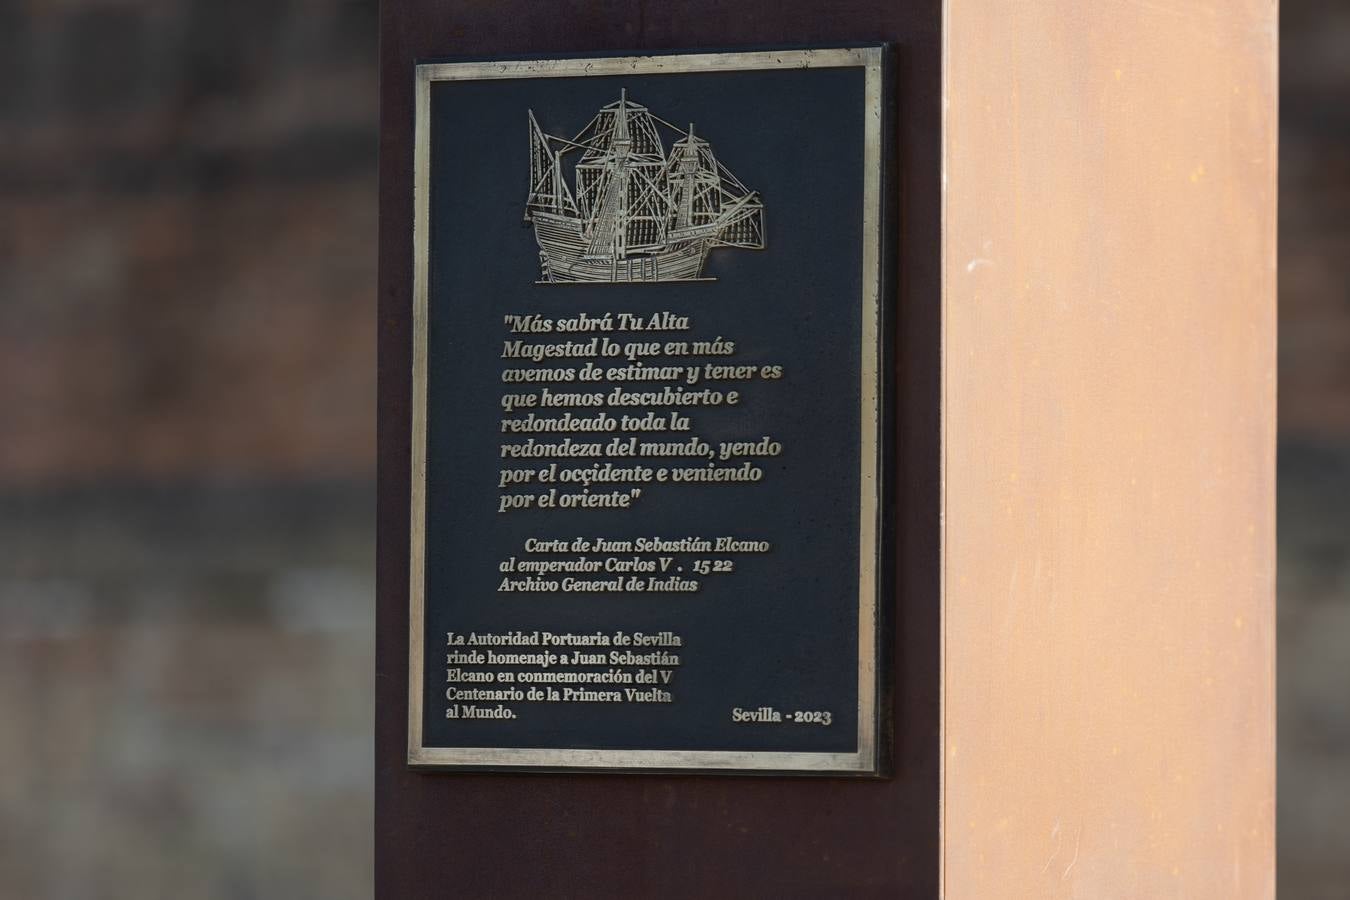 "Más sabrá Tu Alta
Magestad lo que en más
avemos de estimar y tener es
que hemos descubierto e
redondeado toda la
redondeza del mundo, yendo
por el occidente e veniendo
por el oriente"
Carta de Juan Sebastián Elcano
al emperador Carlos V . 1522
Archivo General de Indias
La Autoridad Portuaria de Sevilla
rinde homenaje a Juan Sebastián
Elcano en conmemoración del V
Centenario de la Primera Vuelta
al Mundo.
Sevilla - 2023